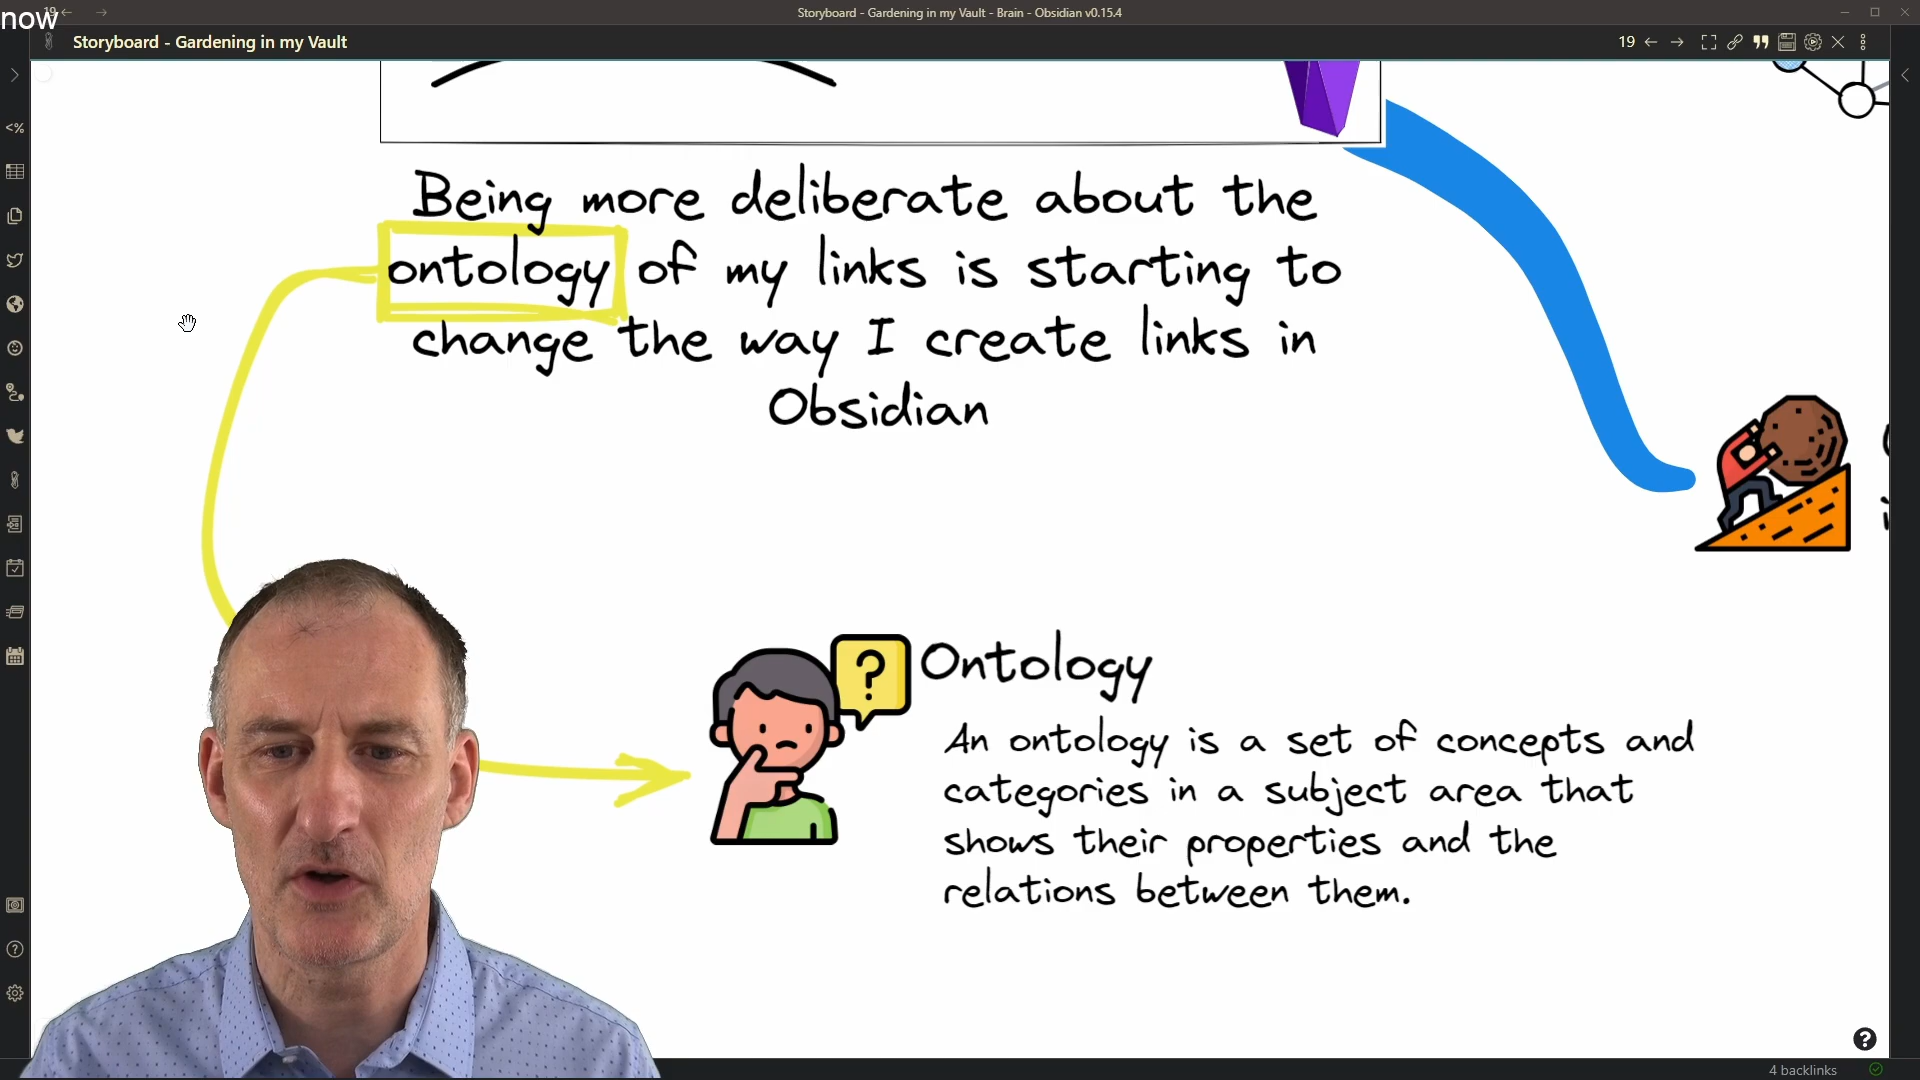 now
19
Storyboard - Gardening in my Vault - Brain - Obsidian v0.15.4
Storyboard - Gardening in my Vault
19
Being more deliberate about the
ontology of my links is starting to
change the way I create links in
Obsidian
?
Ontology
An ontology is a set of concepts and
categories in a subject area that
shows their properties and the
relations between them.
4 backlinks